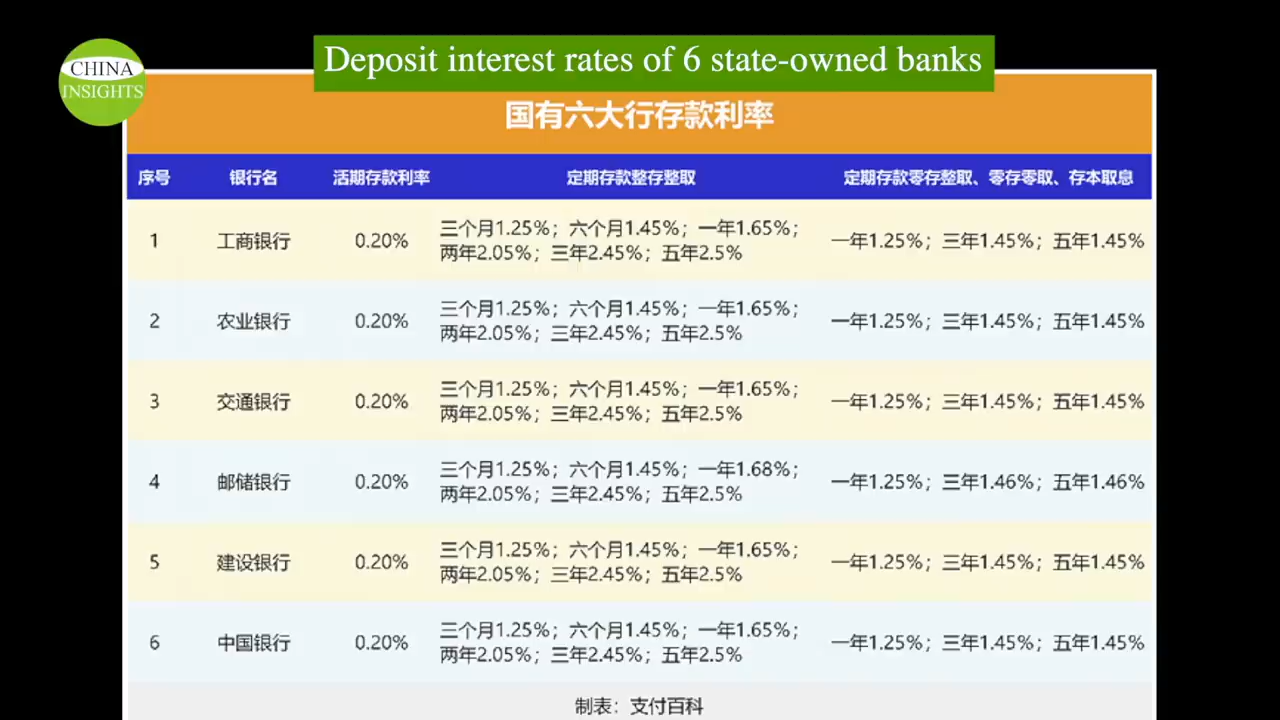 Deposit interest rates of 6 state-owned banks
CHINA
INSIGHTS
国有六大行存款利率
序号 银行名 活期存款利率 定期存款整存整取 定期存款零存整取、零存零取、存本取息
1 工商银行 0.20% 三个月1.25%；六个月1.45%；一年1.65%；
两年2.05%；三年2.45%；五年2.5% 一年1.25%；三年1.45%；五年1.45%
2 农业银行 0.20% 三个月1.25%；六个月1.45%；一年1.65%；
两年2.05%；三年2.45%；五年2.5% 一年1.25%；三年1.45%；五年1.45%
3 交通银行 0.20% 三个月1.25%；六个月1.45%；一年1.65%；
两年2.05%；三年2.45%；五年2.5% 一年1.25%；三年1.45%；五年1.45%
4 邮储银行 0.20% 三个月1.25%；六个月1.45%；一年1.68%；
两年2.05%；三年2.45%；五年2.5% 一年1.25%；三年1.46%；五年1.46%
5 建设银行 0.20% 三个月1.25%；六个月1.45%；一年1.65%；
两年2.05%；三年2.45%；五年2.5% 一年1.25%；三年1.45%；五年1.45%
6 中国银行 0.20% 三个月1.25%；六个月1.45%；一年1.65%；
两年2.05%；三年2.45%；五年2.5% 一年1.25%；三年1.45%；五年1.45%
制表：支付百科